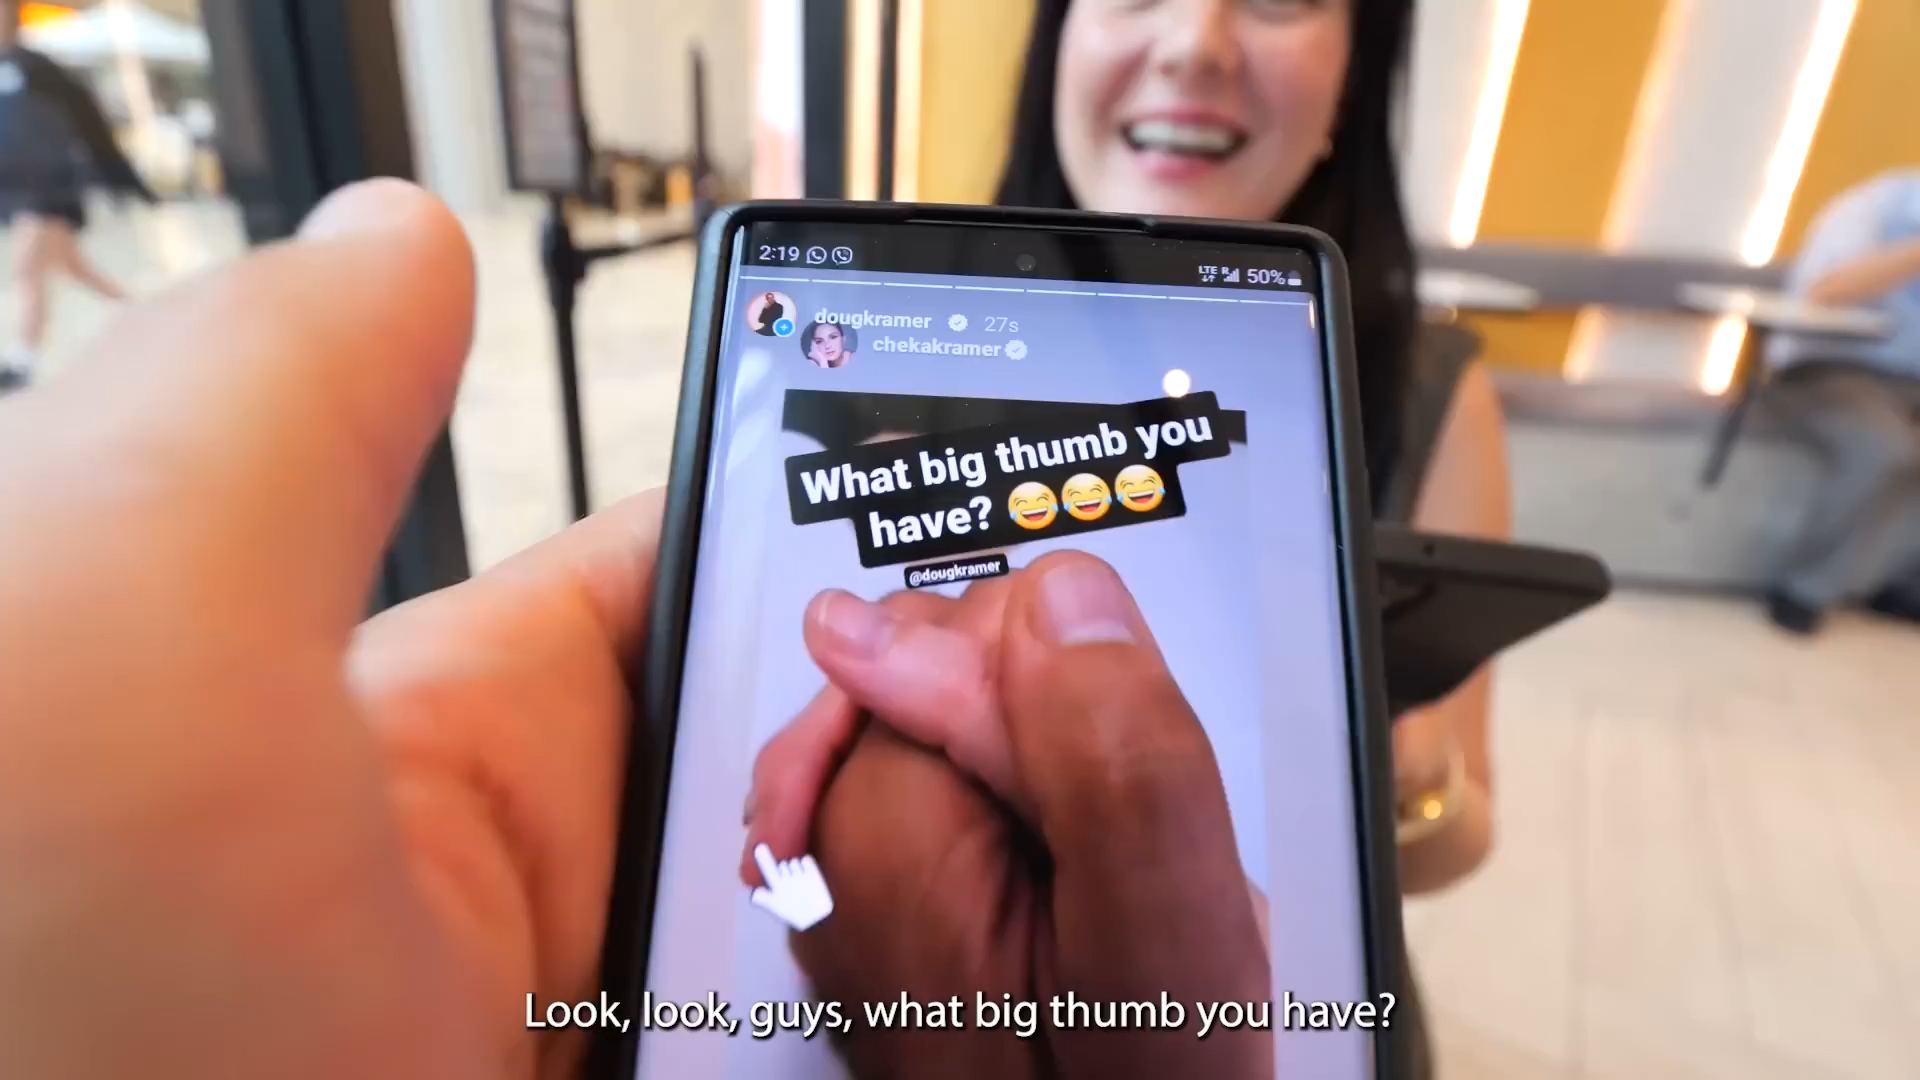 2:19
LTE R 50%
dougkramer 27s
chekakramer
What big thumb you
have? 😂😂😂
@dougkramer
Look, look, guys, what big thumb you have?